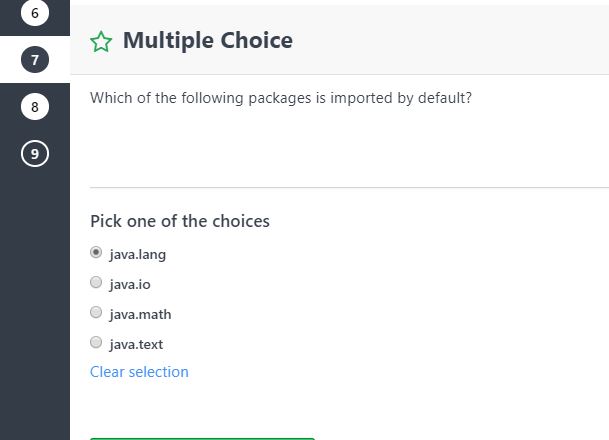 6
7
8
9
Multiple Choice
Which of the following packages is imported by default?
Pick one of the choices
java.lang
java.io
java.math
java.text
Clear selection